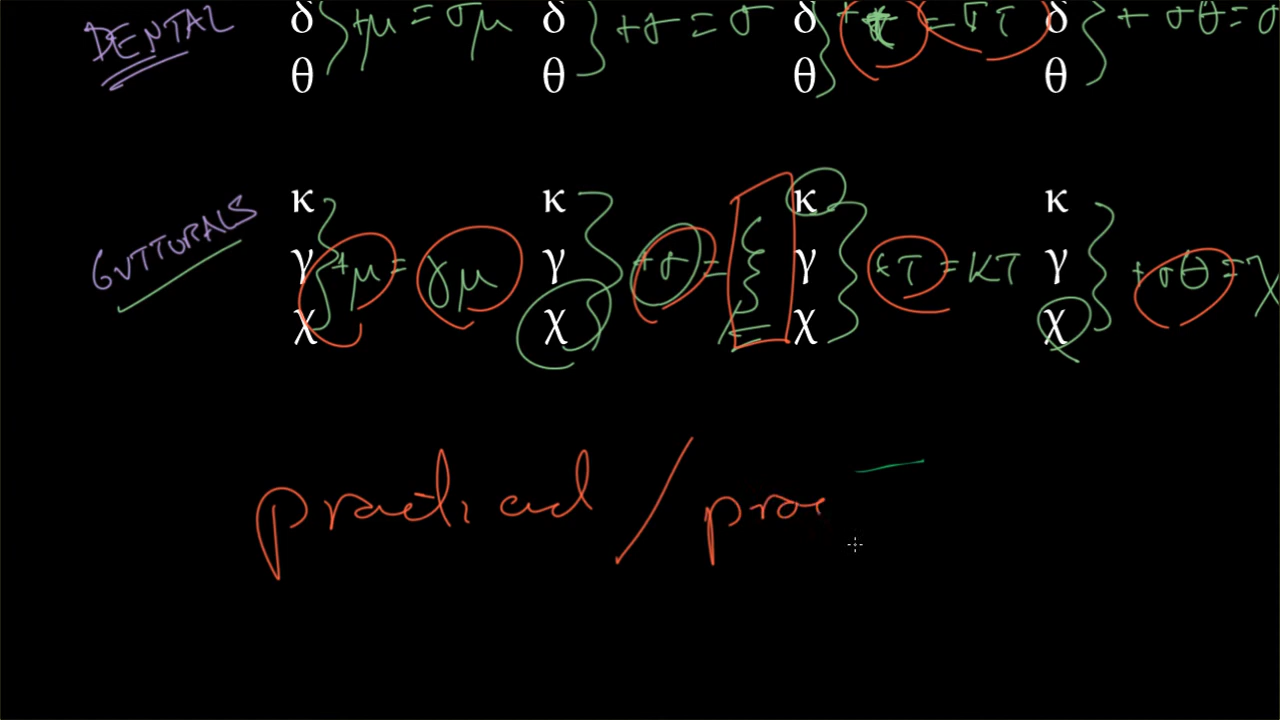 DENTAL δ +μ = σμ δ +σ = σ δ + = στ δ + σθ = σ
θ θ θ θ
κ κ κ κ
GUTTURALS γ +μ = γμ γ +σ = ξ γ +τ = κτ γ + σθ = χ
χ χ χ χ
practical / prac